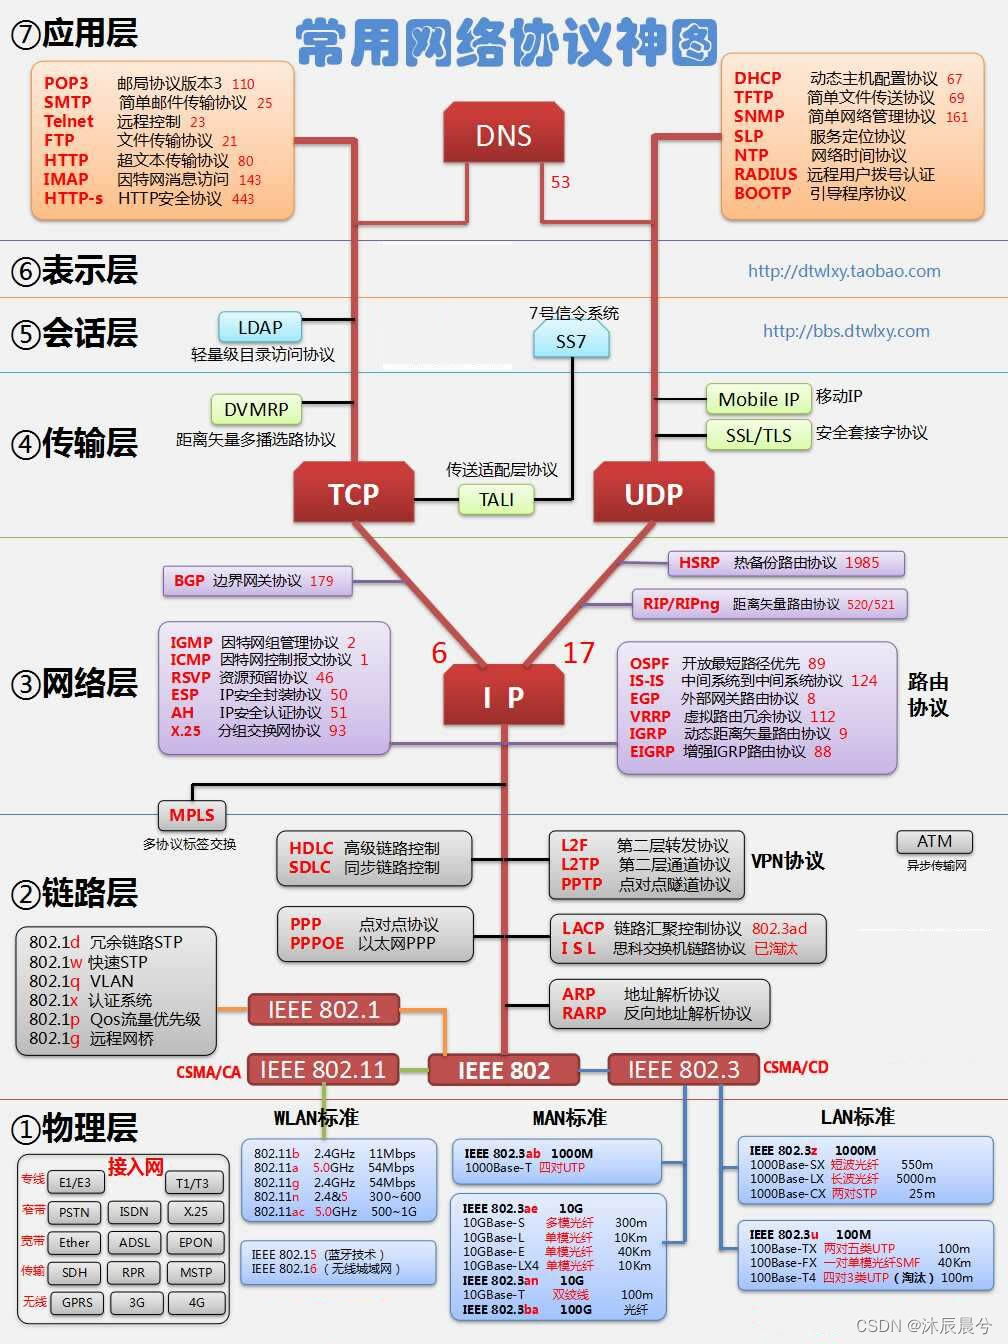 常用网络协议神图
⑦应用层
POP3 邮局协议版本3 110
SMTP 简单邮件传输协议 25
Telnet 远程控制 23
FTP 文件传输协议 21
HTTP 超文本传输协议 80
IMAP 因特网消息访问 143
HTTP-s HTTP安全协议 443
DNS
53
DHCP 动态主机配置协议 67
TFTP 简单文件传送协议 69
SNMP 简单网络管理协议 161
SLP 服务定位协议
NTP 网络时间协议
RADIUS 远程用户拨号认证
BOOTP 引导程序协议
⑥表示层
http://dtwlxy.taobao.com
⑤会话层
LDAP
轻量级目录访问协议
7号信令系统
SS7
http://bbs.dtwlxy.com
④传输层
DVMRP
距离矢量多播选路协议
Mobile IP 移动IP
SSL/TLS 安全套接字协议
TCP
传送适配层协议
TALI
UDP
③网络层
BGP 边界网关协议 179
HSRP 热备份路由协议 1985
RIP/RIPng 距离矢量路由协议 520/521
6
17
I P
IGMP 因特网组管理协议 2
ICMP 因特网控制报文协议 1
RSVP 资源预留协议 46
ESP IP安全封装协议 50
AH IP安全认证协议 51
X.25 分组交换网协议 93
OSPF 开放最短路径优先 89
IS-IS 中间系统到中间系统协议 124
EGP 外部网关路由协议 8
VRRP 虚拟路由冗余协议 112
IGRP 动态距离矢量路由协议 9
EIGRP 增强IGRP路由协议 88
路由
协议
MPLS
多协议标签交换
②链路层
HDLC 高级链路控制
SDLC 同步链路控制
L2F 第二层转发协议
L2TP 第二层通道协议
PPTP 点对点隧道协议
VPN协议
ATM
异步传输网
PPP 点对点协议
PPPOE 以太网PPP
LACP 链路汇聚控制协议 802.3ad
I S L 思科交换机链路协议 已淘汰
802.1d 冗余链路STP
802.1w 快速STP
802.1q VLAN
802.1x 认证系统
802.1p Qos流量优先级
802.1g 远程网桥
ARP 地址解析协议
RARP 反向地址解析协议
IEEE 802.1
CSMA/CA
IEEE 802.11
IEEE 802
IEEE 802.3
CSMA/CD
①物理层
WLAN标准
MAN标准
LAN标准
接入网
专线 E1/E3 T1/T3
窄带 PSTN ISDN X.25
宽带 Ether ADSL EPON
传输 SDH RPR MSTP
无线 GPRS 3G 4G
802.11b 2.4GHz 11Mbps
802.11a 5.0GHz 54Mbps
802.11g 2.4GHz 54Mbps
802.11n 2.4&5 300~600
802.11ac 5.0GHz 500~1G
IEEE 802.15（蓝牙技术）
IEEE 802.16（无线城域网）
IEEE 802.3ab 1000M
1000Base-T 四对UTP
IEEE 802.3ae 10G
10GBase-S 多模光纤 300m
10GBase-L 单模光纤 10Km
10GBase-E 单模光纤 40Km
10GBase-LX4 单模光纤 10Km
IEEE 802.3an 10G
10GBase-T 双绞线 100m
IEEE 802.3ba 100G 光纤
IEEE 802.3z 1000M
1000Base-SX 短波光纤 550m
1000Base-LX 长波光纤 5000m
1000Base-CX 两对STP 25m
IEEE 802.3u 100M
100Base-TX 两对五类UTP 100m
100Base-FX 一对单模光纤SMF 40Km
100Base-T4 四对3类UTP（淘汰）100m
CSDN @沐辰晨兮